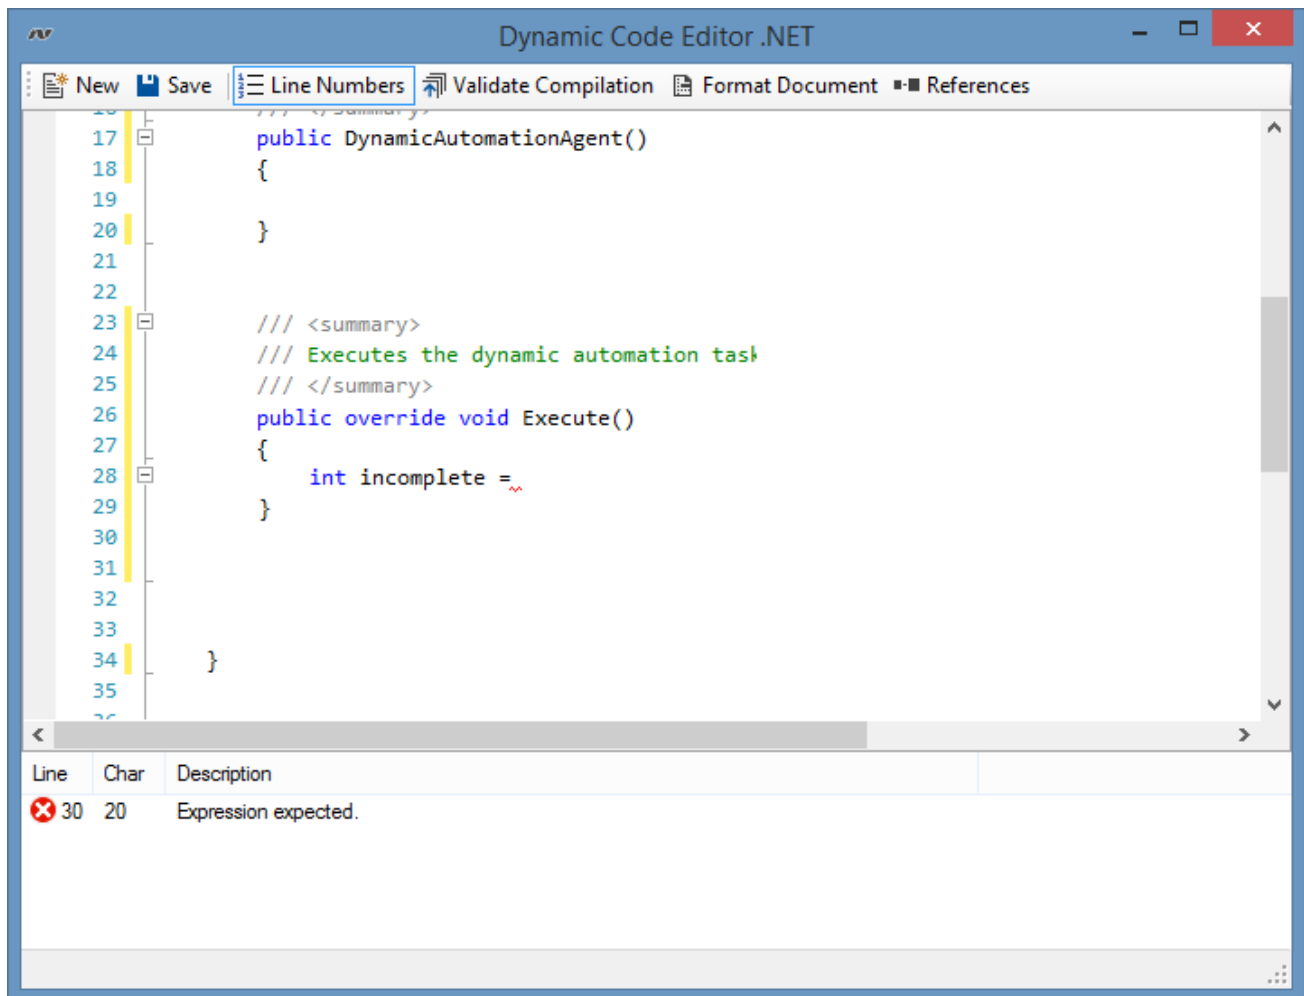 Dynamic Code Editor .NET
New Save Line Numbers Validate Compilation Format Document References
17 public DynamicAutomationAgent()
18 {
19
20 }
21
22
23 /// <summary>
24 /// Executes the dynamic automation task
25 /// </summary>
26 public override void Execute()
27 {
28 int incomplete =
29 }
30
31
32
33
34 }
35
Line Char Description
30 20 Expression expected.